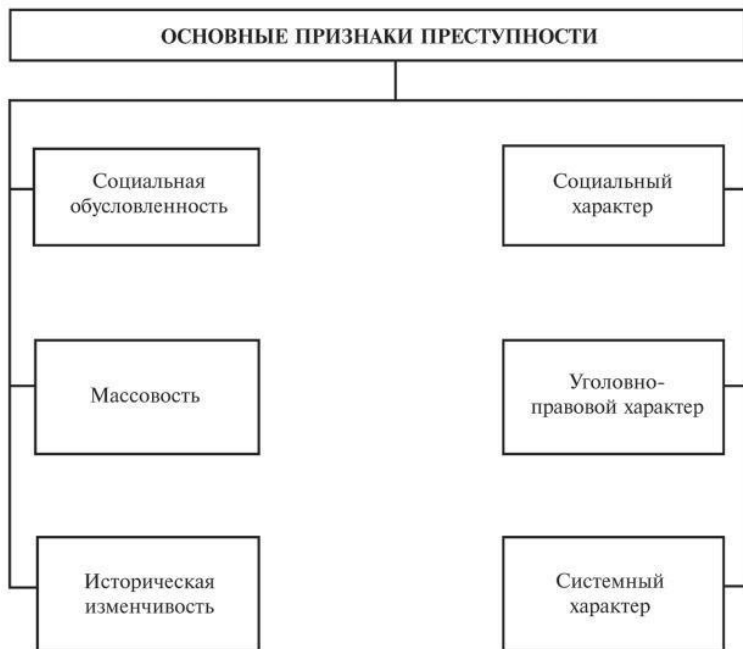 ОСНОВНЫЕ ПРИЗНАКИ ПРЕСТУПНОСТИ
Социальная
обусловленность
Социальный
характер
Массовость
Уголовно-
правовой характер
Историческая
изменчивость
Системный
характер